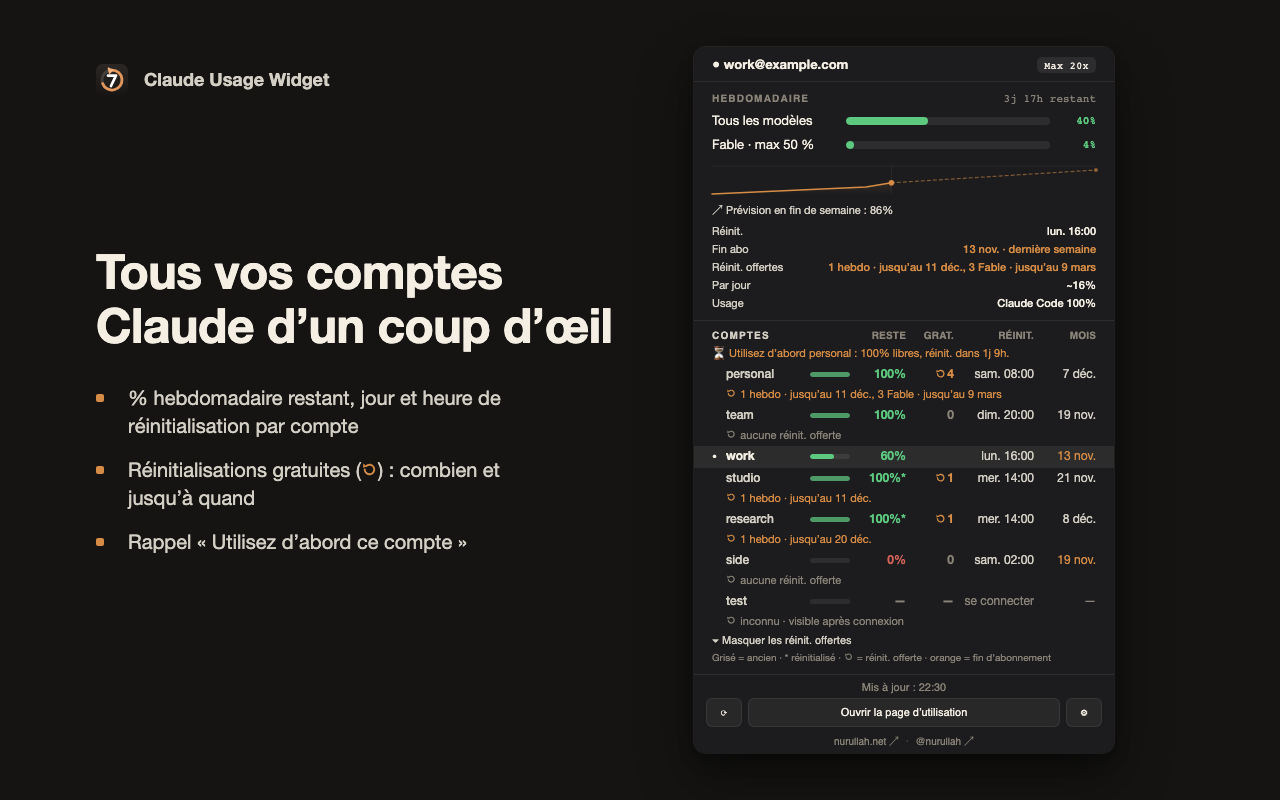 7
Claude Usage Widget
Tous vos comptes
Claude d’un coup d’œil
% hebdomadaire restant, jour et heure de
réinitialisation par compte
Réinitialisations gratuites (↺) : combien et
jusqu’à quand
Rappel « Utilisez d’abord ce compte »
• work@example.com Max 20x
HEBDOMADAIRE 3j 17h restant
Tous les modèles 40%
Fable · max 50 % 4%
↗ Prévision en fin de semaine : 86%
Réinit. lun. 16:00
Fin abo 13 nov. · dernière semaine
Réinit. offertes 1 hebdo · jusqu’au 11 déc., 3 Fable · jusqu’au 9 mars
Par jour ~16%
Usage Claude Code 100%
COMPTES RESTE GRAT. RÉINIT. MOIS
⏳ Utilisez d’abord personal : 100% libres, réinit. dans 1j 9h.
personal 100% ↺4 sam. 08:00 7 déc.
↺ 1 hebdo · jusqu’au 11 déc., 3 Fable · jusqu’au 9 mars
team 100% 0 dim. 20:00 19 nov.
↺ aucune réinit. offerte
• work 60% lun. 16:00 13 nov.
studio 100%* ↺1 mer. 14:00 21 nov.
↺ 1 hebdo · jusqu’au 11 déc.
research 100%* ↺1 mer. 14:00 8 déc.
↺ 1 hebdo · jusqu’au 20 déc.
side 0% 0 sam. 02:00 19 nov.
↺ aucune réinit. offerte
test — — se connecter —
↺ inconnu · visible après connexion
▾ Masquer les réinit. offertes
Grisé = ancien · * réinitialisé · ↺ = réinit. offerte · orange = fin d’abonnement
Mis à jour : 22:30
⟳ Ouvrir la page d’utilisation ⚙
nurullah.net ↗ · @nurullah ↗